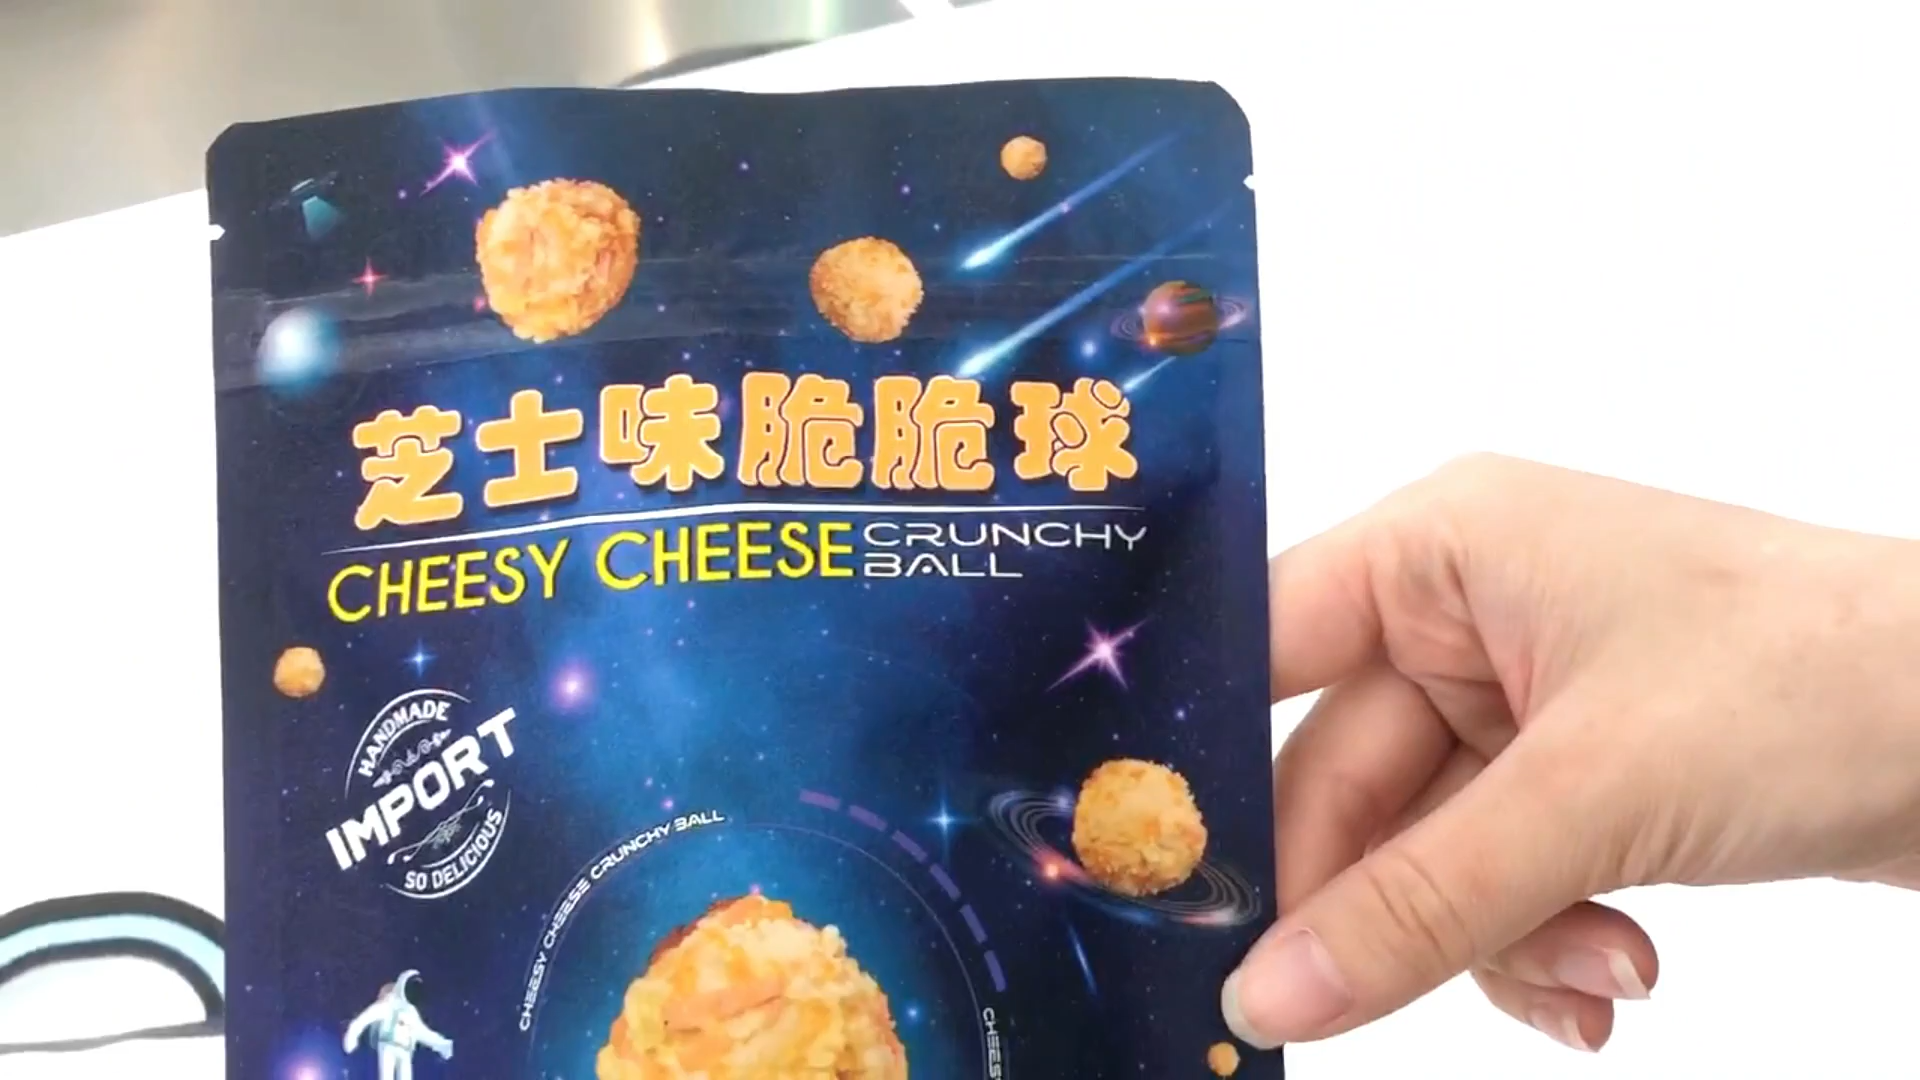 芝士味脆脆球
CHEESY CHEESE CRUNCHY
BALL
HANDMADE
IMPORT
SO DELICIOUS
CHEESY CHEESE CRUNCHY BALL